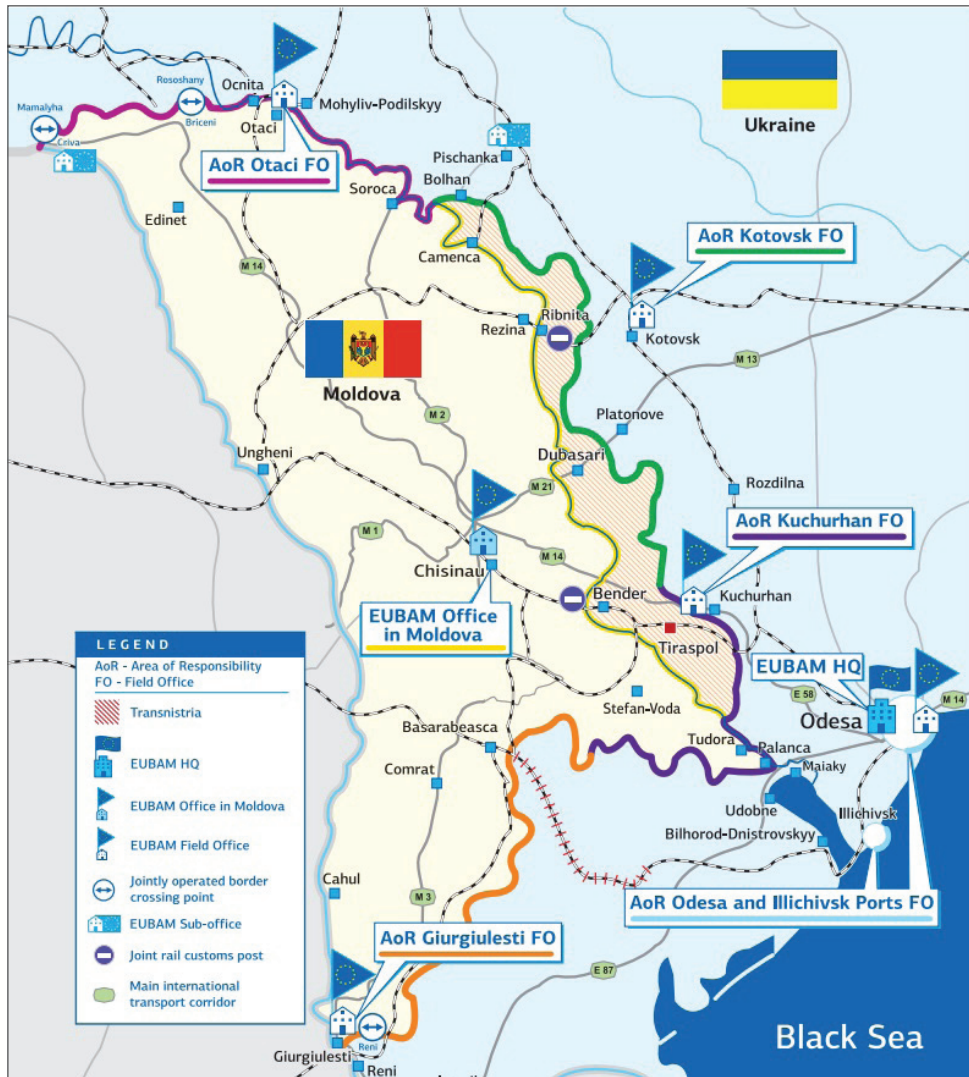 Rososhany
Ocnita
Mohyliv-Podilskyy
Mamalyha
Briceni
Otaci
Criva
AoR Otaci FO
Ukraine
Pischanka
Bolhan
Soroca
Edinet
Camenca
AoR Kotovsk FO
M 14
Ribnita
Rezina
Kotovsk
Moldova
M 13
M 2
Platonove
Ungheni
Dubasari
M 21
Rozdilna
AoR Kuchurhan FO
M 1
M 14
Chisinau
Bender
Kuchurhan
EUBAM Office
in Moldova
Tiraspol
EUBAM HQ
E 58
M 14
Odesa
Stefan-Voda
Basarabeasca
Tudora
Palanca
Maiaky
Comrat
Udobne
Illichivsk
Bilhorod-Dnistrovskyy
Cahul
M 3
AoR Odesa and Illichivsk Ports FO
AoR Giurgiulesti FO
E 87
Reni
Giurgiulesti
Reni
Black Sea
LEGEND
AoR - Area of Responsibility
FO - Field Office
Transnistria
EUBAM HQ
EUBAM Office in Moldova
EUBAM Field Office
Jointly operated border
crossing point
EUBAM Sub-office
Joint rail customs post
Main international
transport corridor